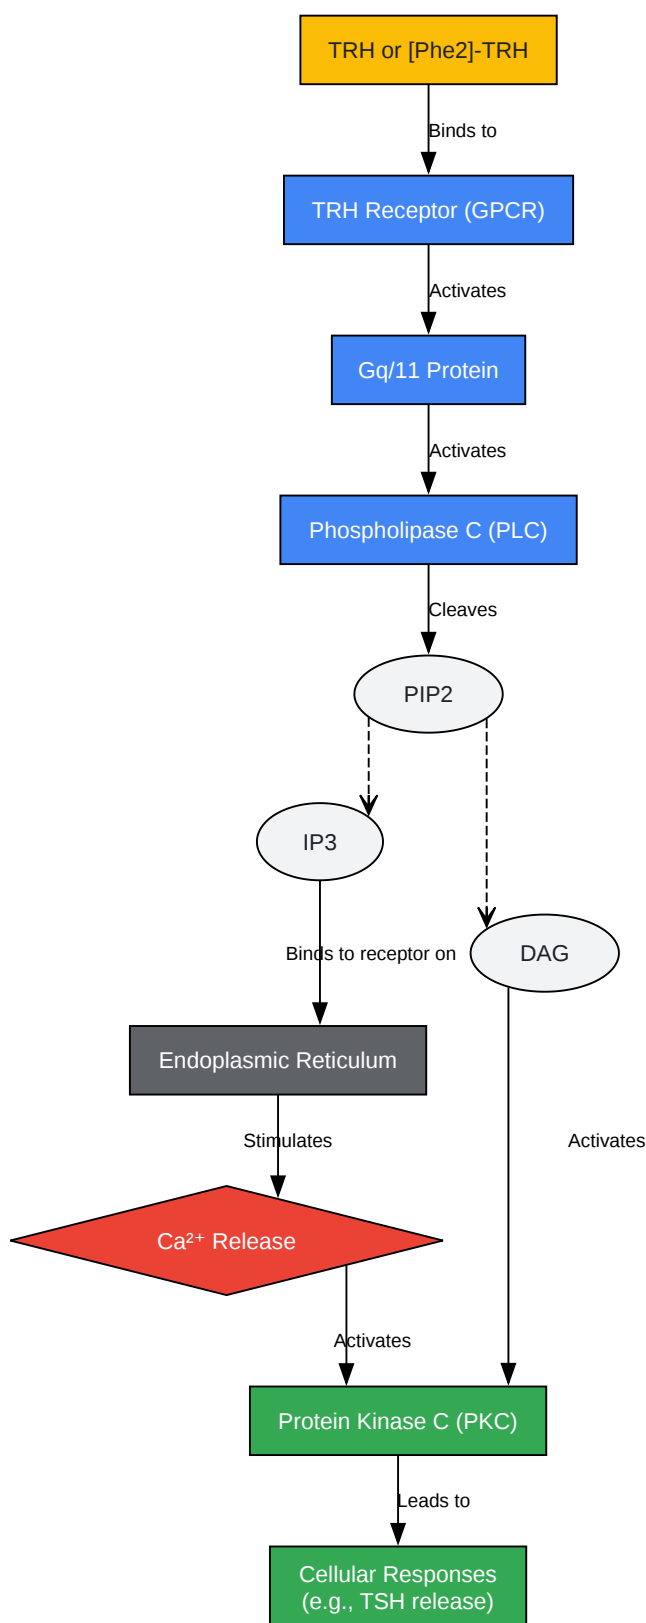 TRH or [Phe2]-TRH
Binds to
TRH Receptor (GPCR)
Activates
Gq/11 Protein
Activates
Phospholipase C (PLC)
Cleaves
PIP2
IP3
Binds to receptor on
DAG
Endoplasmic Reticulum
Stimulates
Activates
Ca²⁺ Release
Activates
Protein Kinase C (PKC)
Leads to
Cellular Responses
(e.g., TSH release)